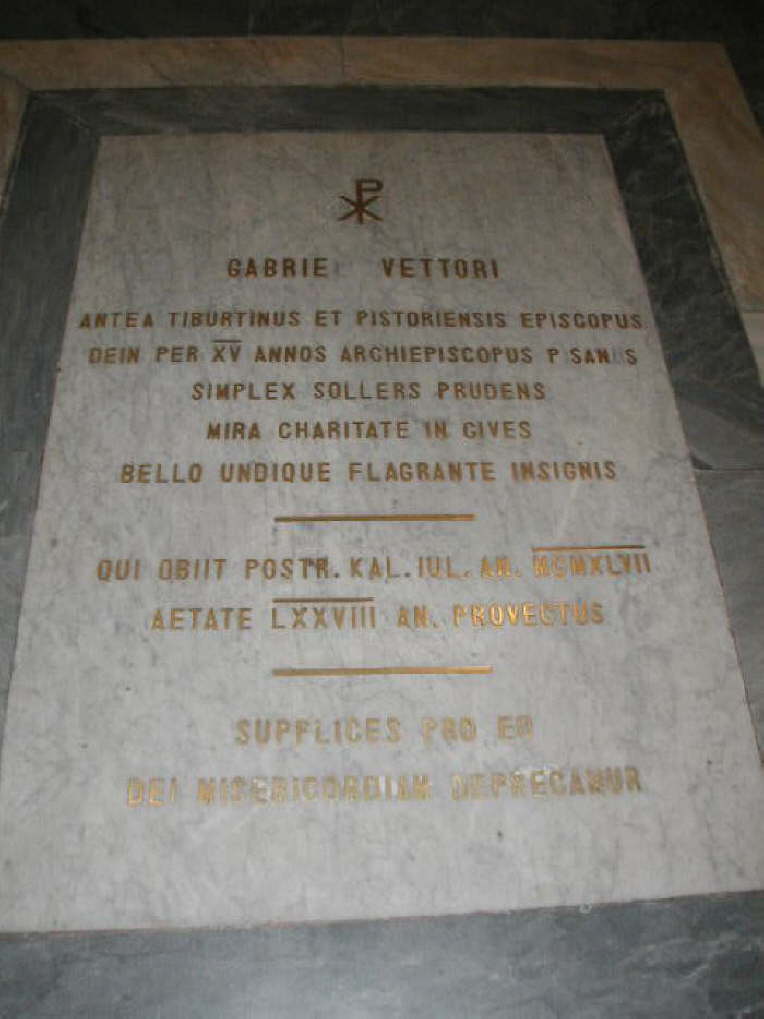 GABRIE VETTORI
ANTEA TIBURTINUS ET PISTORIENSIS EPISCOPUS
DEIN PER XV ANNOS ARCHIEPISCOPUS P SAN S
SIMPLEX SOLLERS PRUDENS
MIRA CHARITATE IN CIVES
BELLO UNDIQUE FLAGRANTE INSIGNIS
QUI OBIIT POSTR. KAL. IUL. AN. MCMXLVII
AETATE LXXVIII AN. PROVECTUS
SUPPLICES PRO EO
DEI MISERICORDIAM DEPRECAMUR